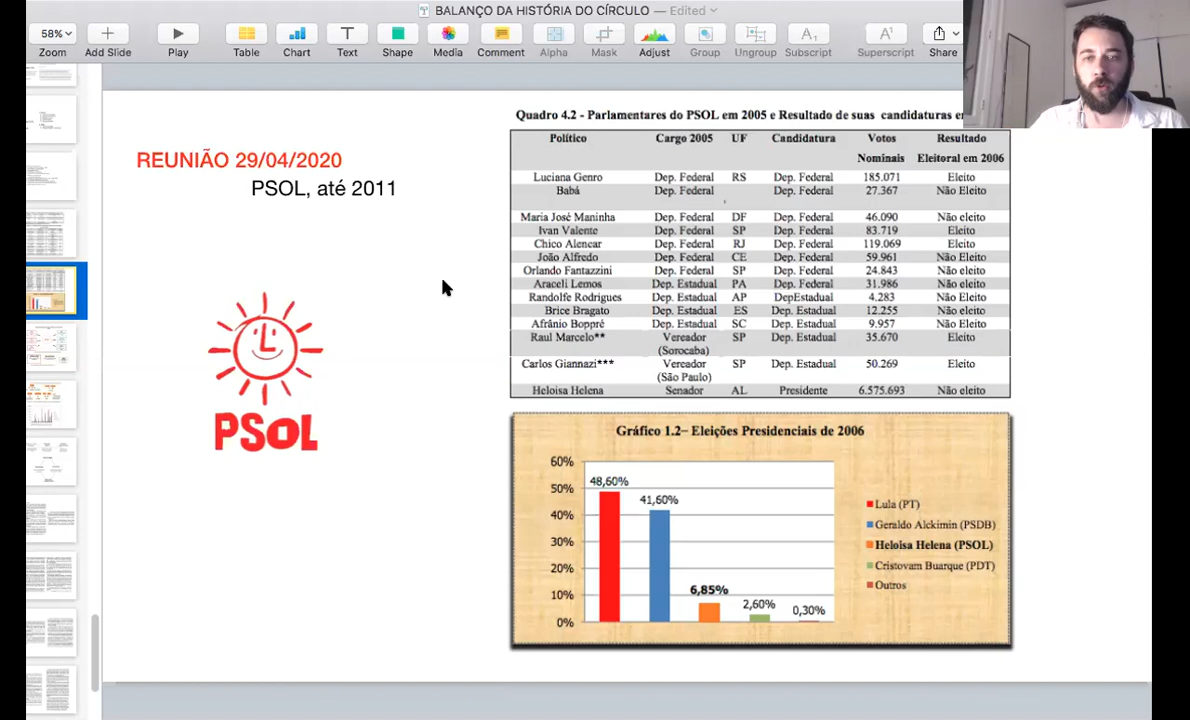 BALANÇO DA HISTÓRIA DO CÍRCULO — Edited
58%
Zoom
Add Slide
Play
Table
Chart
Text
Shape
Media
Comment
Alpha
Mask
Adjust
Group
Ungroup
Subscript
Superscript
Share
REUNIÃO 29/04/2020
PSOL, até 2011
PSOL
Quadro 4.2 - Parlamentares do PSOL em 2005 e Resultado de suas candidaturas
Político Cargo 2005 UF Candidatura Votos Nominais Resultado Eleitoral em 2006
Luciana Genro Dep. Federal RS Dep. Federal 185.071 Eleito
Babá Dep. Federal Dep. Federal 27.367 Não Eleito
Maria José Maninha Dep. Federal DF Dep. Federal 46.090 Não eleito
Ivan Valente Dep. Federal SP Dep. Federal 83.719 Eleito
Chico Alencar Dep. Federal RJ Dep. Federal 119.069 Eleito
João Alfredo Dep. Federal CE Dep. Federal 59.961 Não Eleito
Orlando Fantazzini Dep. Federal SP Dep. Federal 24.843 Não eleito
Araceli Lemos Dep. Estadual PA Dep. Federal 31.986 Não eleito
Randolfe Rodrigues Dep. Estadual AP DepEstadual 4.283 Não eleito
Brice Bragato Dep. Estadual ES Dep. Federal 12.255 Não eleito
Afrânio Boppré Dep. Estadual SC Dep. Federal 9.957 Não Eleito
Raul Marcelo** Vereador (Sorocaba) SP Dep. Estadual 35.670 Eleito
Carlos Giannazi*** Vereador (São Paulo) SP Dep. Estadual 50.269 Eleito
Heloisa Helena Senador AL Presidente 6.575.693 Não eleito
Gráfico 1.2– Eleições Presidenciais de 2006
60%
50%
40%
30%
20%
10%
0%
48,60%
41,60%
6,85%
2,60%
0,30%
Lula (PT)
Geraldo Alckimin (PSDB)
Heloisa Helena (PSOL)
Cristovam Buarque (PDT)
Outros